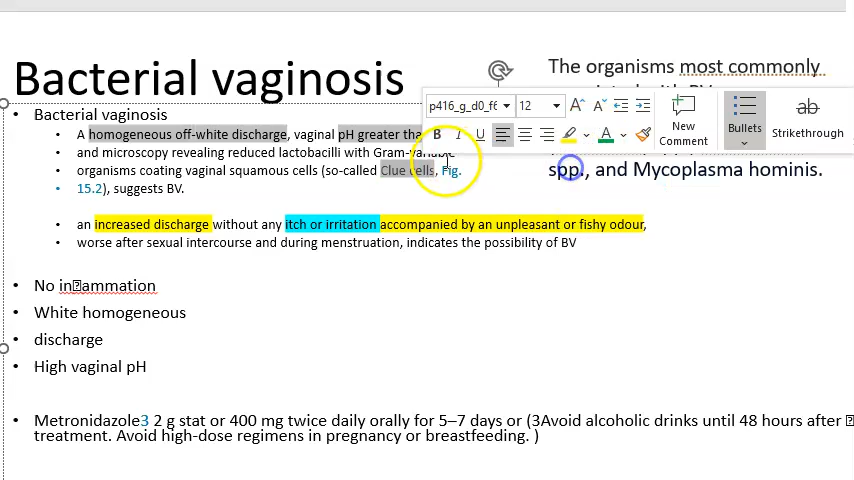 Bacterial vaginosis
The organisms most commonly
spp., and Mycoplasma hominis.
p416_g_d0_f6
12
B I U
New
Comment
Bullets
ab
Strikethrough
• Bacterial vaginosis
• A homogeneous off-white discharge, vaginal pH greater tha
• and microscopy revealing reduced lactobacilli with Gram-variable
• organisms coating vaginal squamous cells (so-called Clue cells, Fig.
• 15.2), suggests BV.
• an increased discharge without any itch or irritation accompanied by an unpleasant or fishy odour,
• worse after sexual intercourse and during menstruation, indicates the possibility of BV
• No in⍰ammation
• White homogeneous
• discharge
• High vaginal pH
• Metronidazole3 2 g stat or 400 mg twice daily orally for 5–7 days or (3Avoid alcoholic drinks until 48 hours after ⍰
treatment. Avoid high-dose regimens in pregnancy or breastfeeding. )